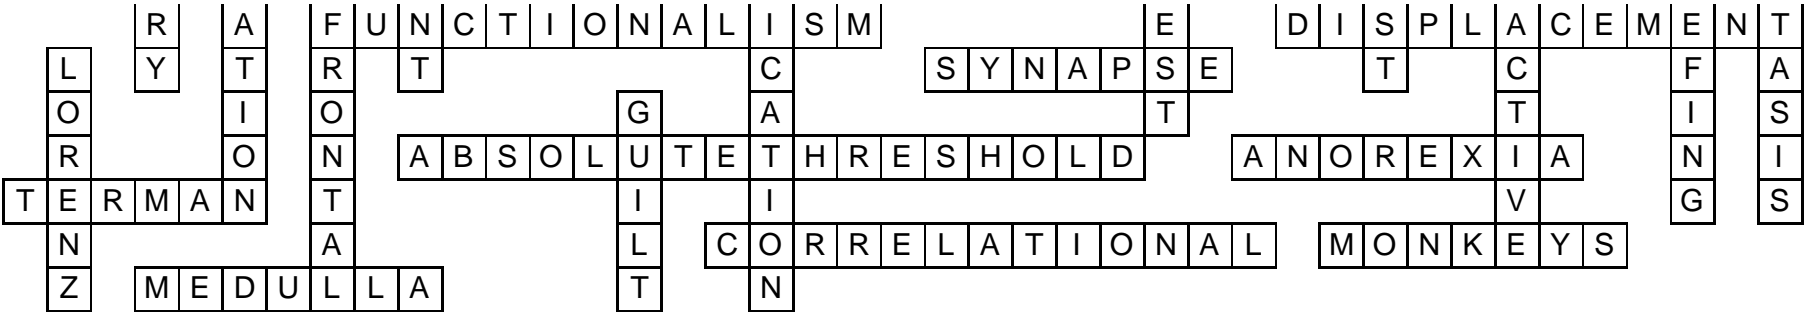 R A FUNCTIONALISM E DISPLACEMENT
L Y T R T C SYNAPSE T C F A
O I O G A T T I S
R O N ABSOLUTETHRESHOLD ANOREXIA N I
TERMAN T I I V G S
N A L CORRELATIONAL MONKEYS
Z MEDULLA T N